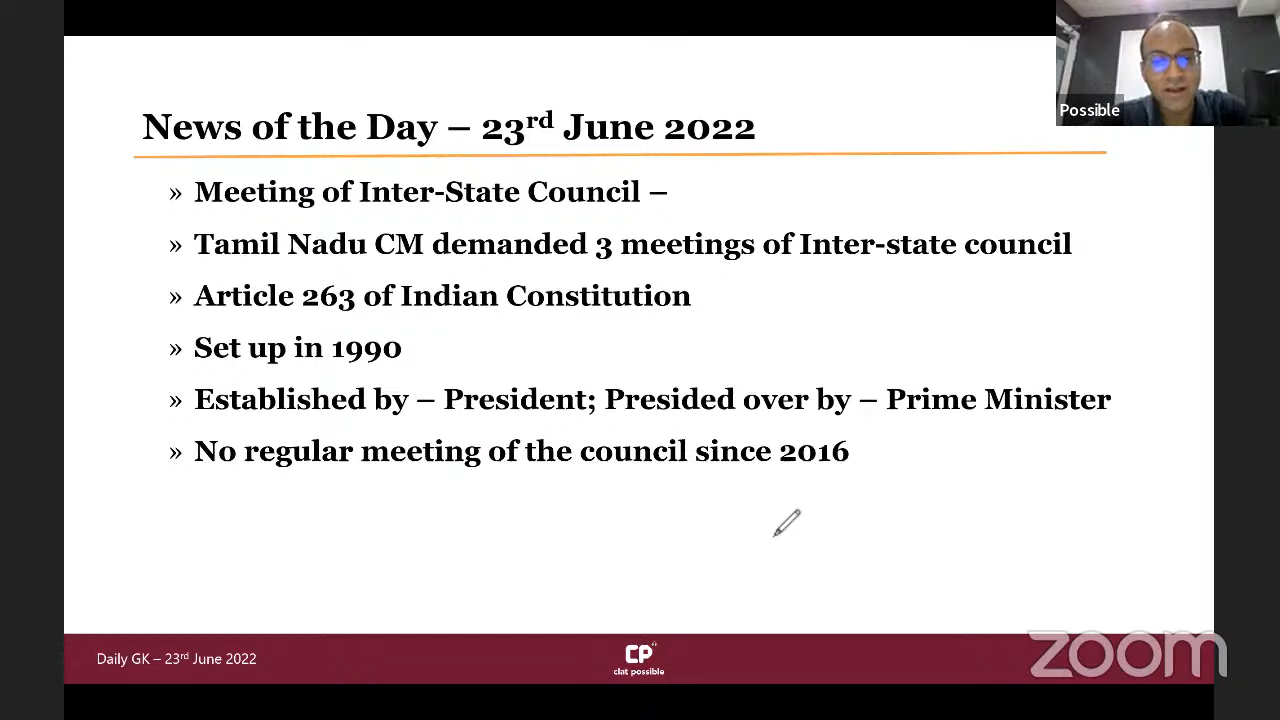 Possible
News of the Day – 23rd June 2022
» Meeting of Inter-State Council –
» Tamil Nadu CM demanded 3 meetings of Inter-state council
» Article 263 of Indian Constitution
» Set up in 1990
» Established by – President; Presided over by – Prime Minister
» No regular meeting of the council since 2016
Daily GK – 23rd June 2022
CP
clat possible
zoom